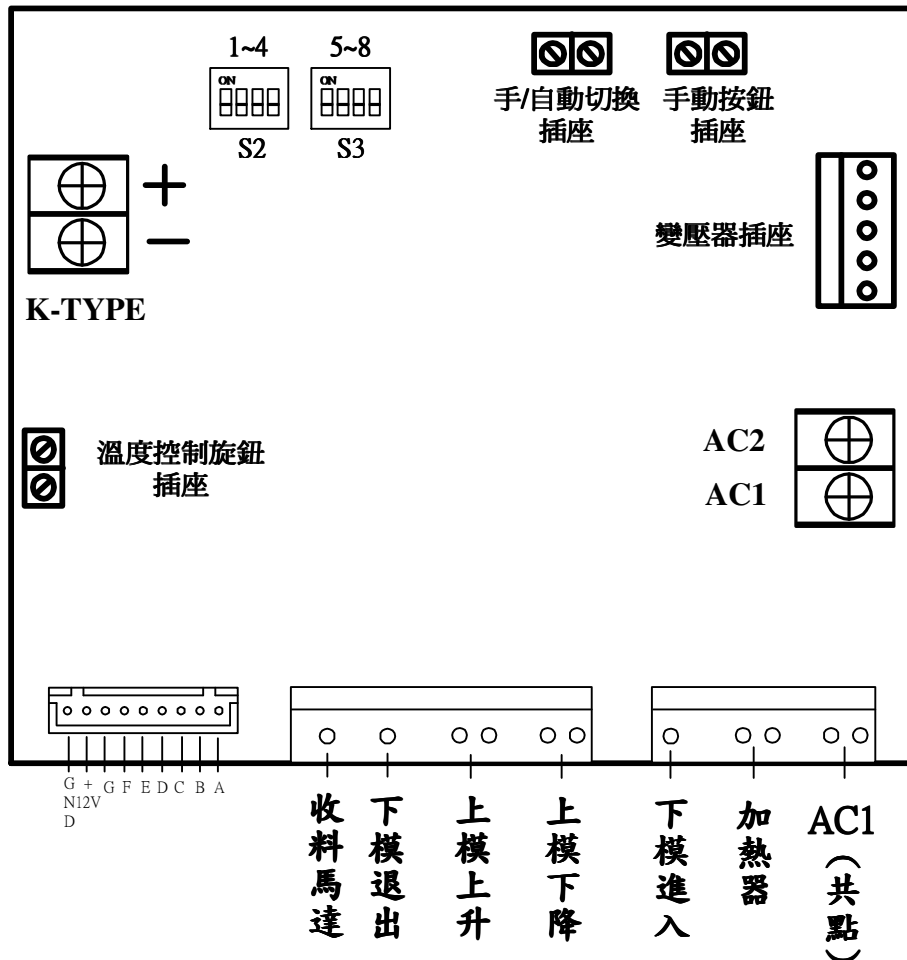 1~4
5~8
ON
ON
S2
S3
手/自動切換
插座
手動按鈕
插座
+
−
K-TYPE
變壓器插座
溫度控制旋鈕
插座
AC2
AC1
GND
+12V
G
F
E
D
C
B
A
收料馬達
下模退出
上模上升
上模下降
下模進入
加熱器
AC1
(共點)